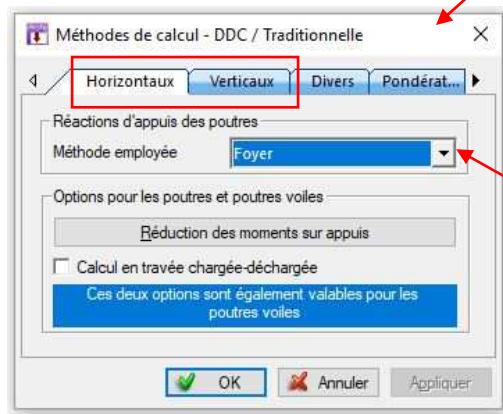 Méthodes de calcul - DDC / Traditionnelle
Horizontaux Verticaux Divers Pondérat...
Réactions d'appuis des poutres
Méthode employée Foyer
Options pour les poutres et poutres voiles
Réduction des moments sur appuis
Calcul en travée chargée-déchargée
Ces deux options sont également valables pour les
poutres voiles
OK Annuler Appliquer